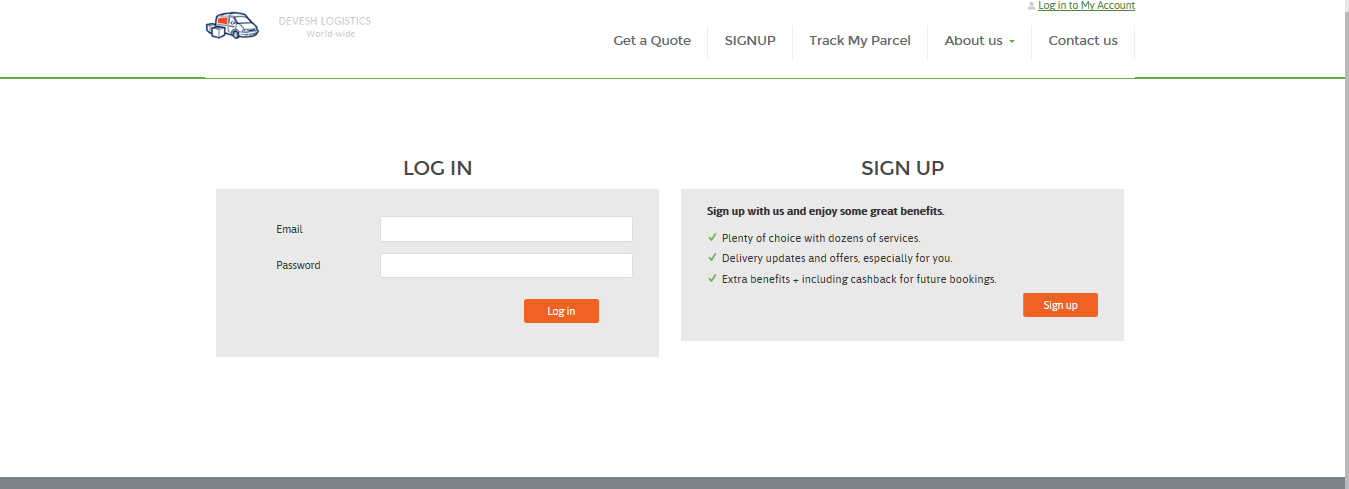 Log in to My Account
DEVESH LOGISTICS
World-wide
Get a Quote
SIGNUP
Track My Parcel
About us
Contact us
LOG IN
Email
Password
Log in
SIGN UP
Sign up with us and enjoy some great benefits.
Plenty of choice with dozens of services.
Delivery updates and offers, especially for you.
Extra benefits + including cashback for future bookings.
Sign up